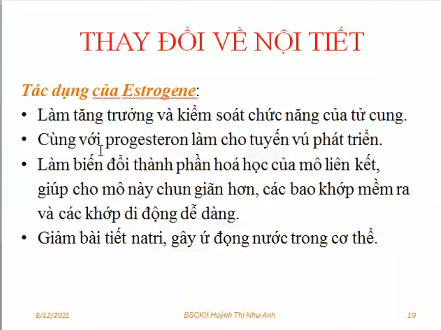 THAY ĐỔI VỀ NỘI TIẾT
Tác dụng của Estrogene:
• Làm tăng trưởng và kiểm soát chức năng của tử cung.
• Cùng với progesteron làm cho tuyến vú phát triển.
• Làm biến đổi thành phần hoá học của mô liên kết,
giúp cho mô này chun giãn hơn, các bao khớp mềm ra
và các khớp di động dễ dàng.
• Giảm bài tiết natri, gây ứ đọng nước trong cơ thể.
8/12/2021 BSCKII.Huỳnh Thị Như Anh 10